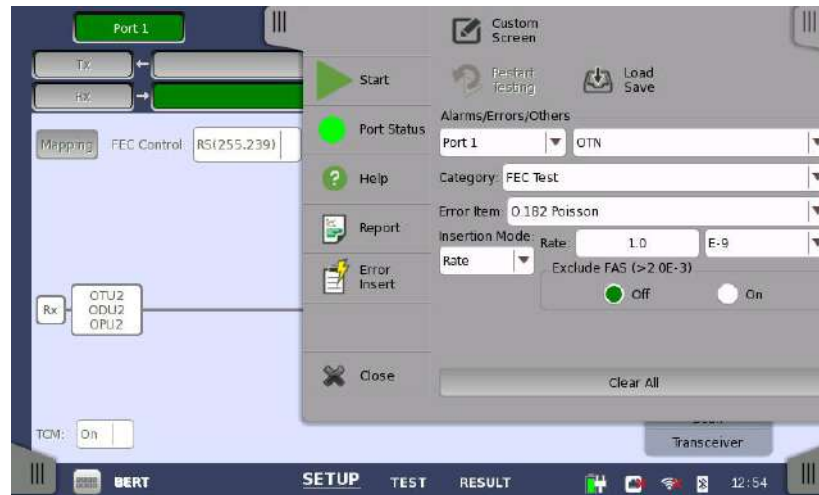 Port 1
Tx
Rx
Mapping FEC Control RS(255.239)
Rx
OTU2
ODU2
OPU2
TCM: On
Start
Port Status
Help
Report
Error
Insert
Close
Custom
Screen
Restart
Testing
Load
Save
Alarms/Errors/Others
Port 1 OTN
Category: FEC Test
Error Item O.182 Poisson
Insertion Mode: Rate: 1.0 E-9
Rate
Exclude FAS (>2 0E-3)
Off On
Clear All
Transceiver
BERT SETUP TEST RESULT 12:54